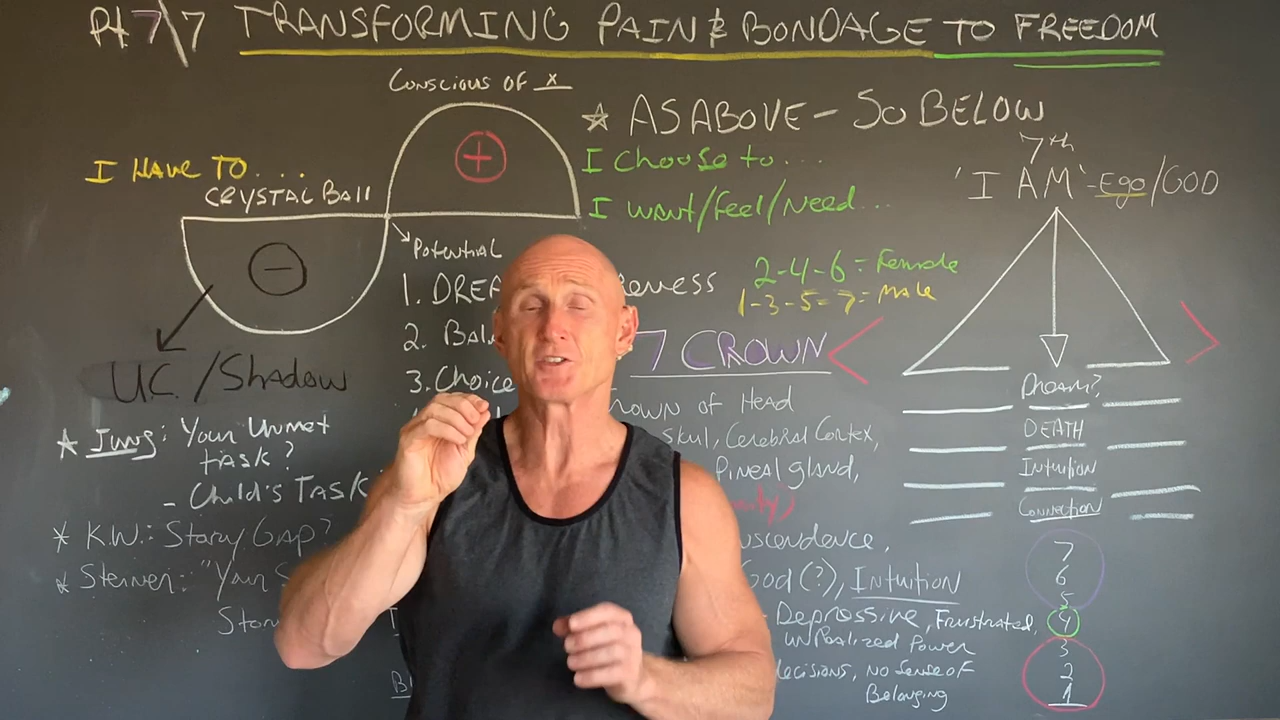 Pt 7\7 TRANSFORMING PAIN & BONDAGE TO FREEDOM
CONSCIOUS OF x
+
I HAVE TO....
CRYSTAL BALL
-
UC./Shadow
* Jung: Your Unmet
task?
- Child's TASK
* K.W.: Story GAP?
* Steiner: "Your S
Stor
* AS ABOVE - SO BELOW
I choose to....
I want/feel/need...
Potential
1. DREA eness
2. Bal
3. Choice
2-4-6 = Female
1-3-5=7= Male
7 CROWN
rown of Head
Skul, Cerebral Cortex,
Pineal gland,
nscendence,
God(?), Intuition
- Depressive, Frustrated,
unRealized Power
decisions, no Sense of
Belonging
7th
'I AM' - Ego/GOD
Dream?
DEATH
Intuition
Connection
7
6
5
4
3
2
1